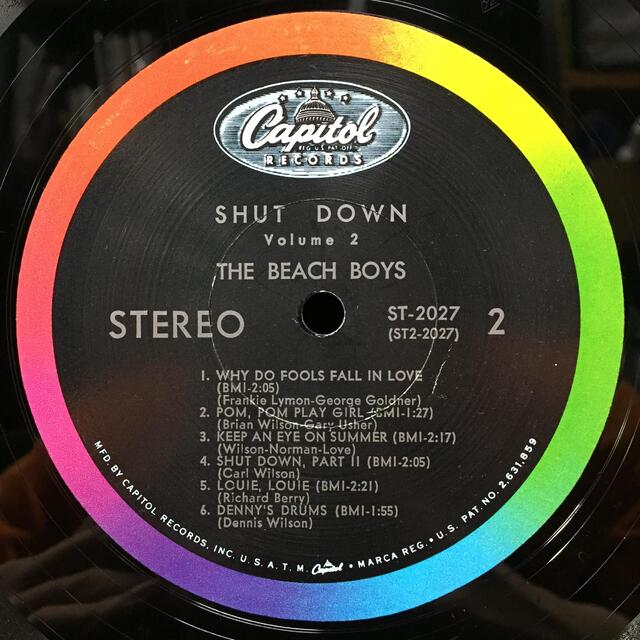 Capitol
REG. U.S. PAT. OFF.
RECORDS
SHUT DOWN
Volume 2
THE BEACH BOYS
STEREO
ST-2027
(ST2-2027)
2
1. WHY DO FOOLS FALL IN LOVE
(BMI-2:05)
(Frankie Lymon-George Goldner)
2. POM, POM PLAY GIRL (BMI-1:27)
(Brian Wilson-Gary Usher)
3. KEEP AN EYE ON SUMMER (BMI-2:17)
(Wilson-Norman-Love)
4. SHUT DOWN, PART II (BMI-2:05)
(Carl Wilson)
5. LOUIE, LOUIE (BMI-2:21)
(Richard Berry)
6. DENNY'S DRUMS (BMI-1:55)
(Dennis Wilson)
MFD. BY CAPITOL RECORDS, INC. U.S.A. T.M. Capitol • MARCA REG. • U.S. PAT. NO. 2,631,859